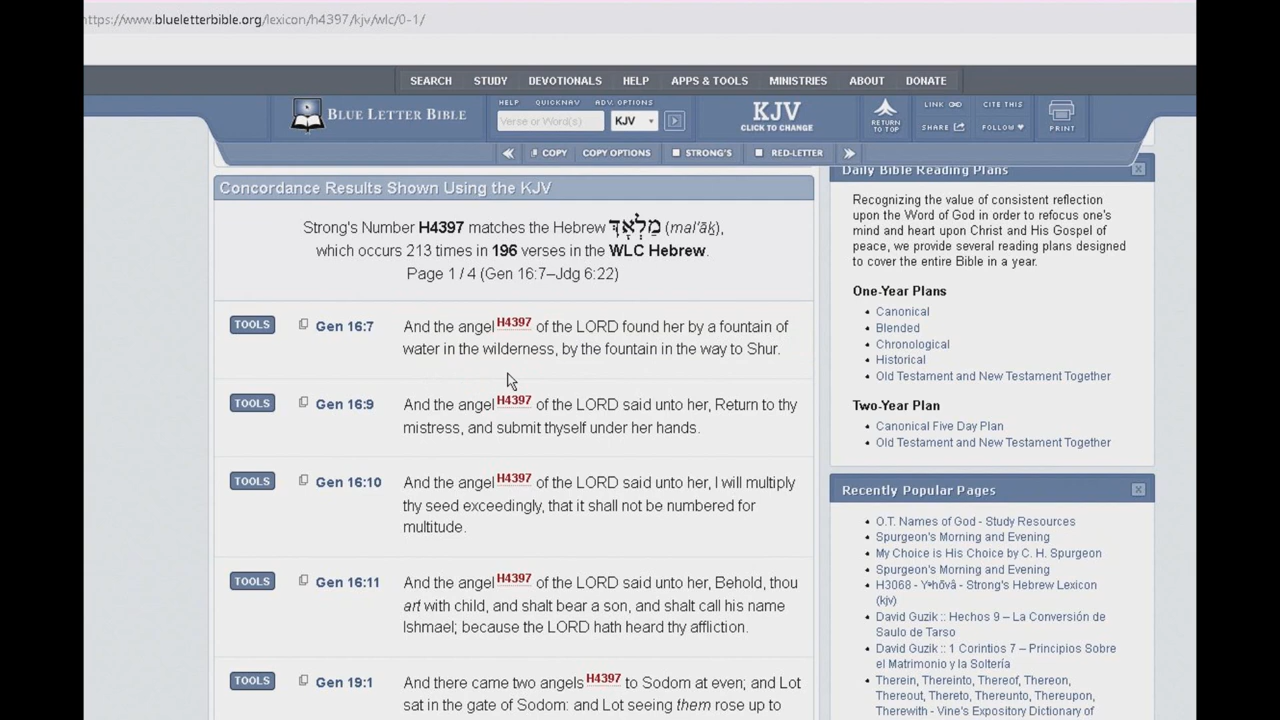 https://www.blueletterbible.org/lexicon/h4397/kjv/wlc/0-1/
SEARCH STUDY DEVOTIONALS HELP APPS & TOOLS MINISTRIES ABOUT DONATE
BLUE LETTER BIBLE
HELP QUICKNAV ADV. OPTIONS
Verse or Word(s) KJV
KJV
CLICK TO CHANGE
RETURN
TO TOP
LINK CITE THIS
SHARE FOLLOW
PRINT
COPY COPY OPTIONS STRONG'S RED-LETTER
Concordance Results Shown Using the KJV
Strong's Number H4397 matches the Hebrew מַלְאָךְ (mal'āḵ),
which occurs 213 times in 196 verses in the WLC Hebrew.
Page 1 / 4 (Gen 16:7–Jdg 6:22)
TOOLS Gen 16:7 And the angel H4397 of the LORD found her by a fountain of
water in the wilderness, by the fountain in the way to Shur.
TOOLS Gen 16:9 And the angel H4397 of the LORD said unto her, Return to thy
mistress, and submit thyself under her hands.
TOOLS Gen 16:10 And the angel H4397 of the LORD said unto her, I will multiply
thy seed exceedingly, that it shall not be numbered for
multitude.
TOOLS Gen 16:11 And the angel H4397 of the LORD said unto her, Behold, thou
art with child, and shalt bear a son, and shalt call his name
Ishmael; because the LORD hath heard thy affliction.
TOOLS Gen 19:1 And there came two angels H4397 to Sodom at even; and Lot
sat in the gate of Sodom: and Lot seeing them rose up to
Daily Bible Reading Plans
Recognizing the value of consistent reflection
upon the Word of God in order to refocus one's
mind and heart upon Christ and His Gospel of
peace, we provide several reading plans designed
to cover the entire Bible in a year.
One-Year Plans
Canonical
Blended
Chronological
Historical
Old Testament and New Testament Together
Two-Year Plan
Canonical Five Day Plan
Old Testament and New Testament Together
Recently Popular Pages
O.T. Names of God - Study Resources
Spurgeon's Morning and Evening
My Choice is His Choice by C. H. Spurgeon
Spurgeon's Morning and Evening
H3068 - Yᵊhōvâ - Strong's Hebrew Lexicon
(kjv)
David Guzik :: Hechos 9 – La Conversión de
Saulo de Tarso
David Guzik :: 1 Corintios 7 – Principios Sobre
el Matrimonio y la Soltería
Therein, Thereinto, Thereof, Thereon,
Thereout, Thereto, Thereunto, Thereupon,
Therewith - Vine's Expository Dictionary of